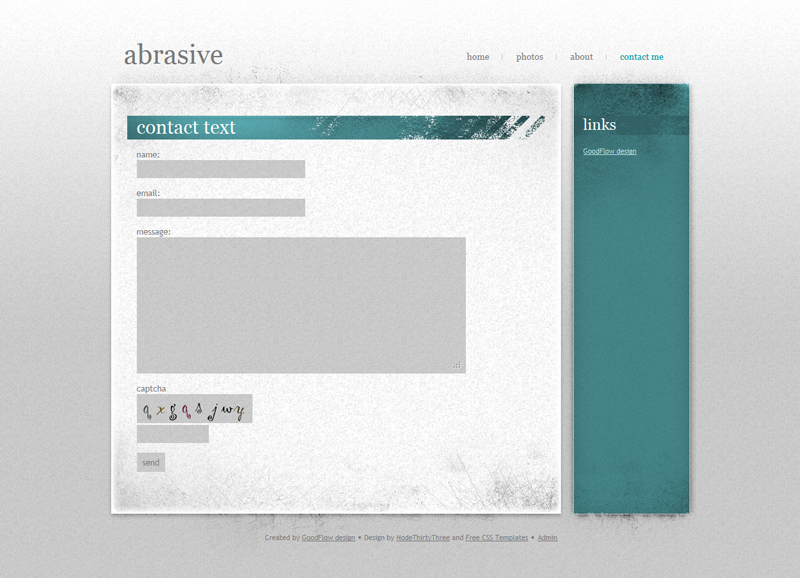 abrasive
home photos about contact me
contact text
links
GoodFlow design
name:
email:
message:
captcha
send
Created by GoodFlow design • Design by NodeThirtyThree and Free CSS Templates • Admin